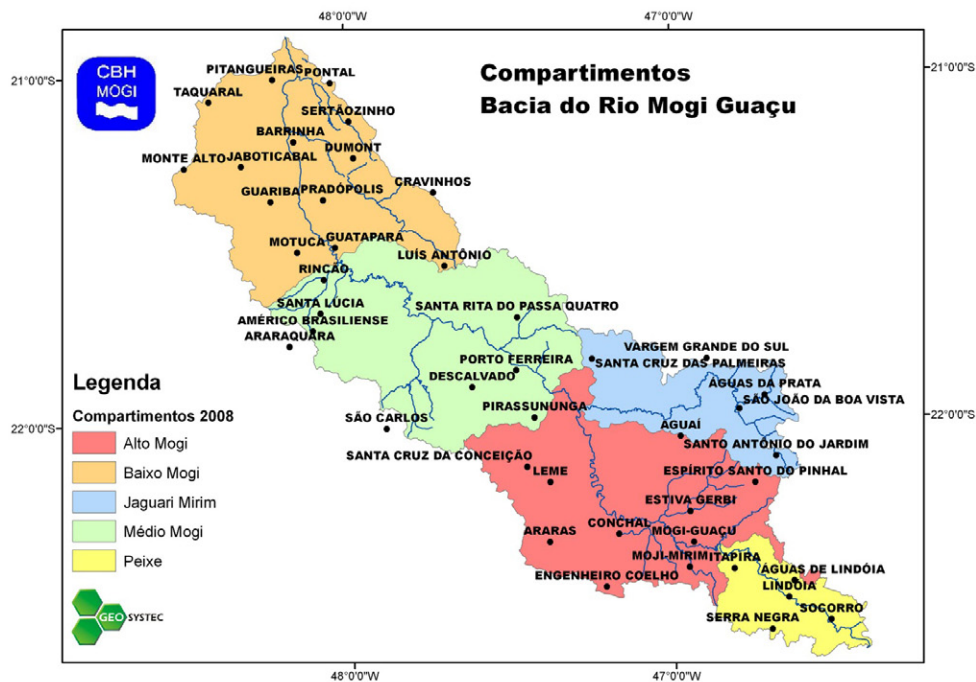 48°0'0"W
47°0'0"W
21°0'0"S
21°0'0"S
CBH
MOGI
Compartimentos
Bacia do Rio Mogi Guaçu
PITANGUEIRAS
PONTAL
TAQUARAL
SERTÃOZINHO
BARRINHA
DUMONT
MONTE ALTO
JABOTICABAL
CRAVINHOS
GUARIBA
PRADÓPOLIS
MOTUCA
GUATAPARA
LUÍS ANTÔNIO
RINCÃO
SANTA LÚCIA
SANTA RITA DO PASSA QUATRO
AMÉRICO BRASILIENSE
ARARAQUARA
VARGEM GRANDE DO SUL
PORTO FERREIRA
SANTA CRUZ DAS PALMEIRAS
DESCALVADO
ÁGUAS DA PRATA
SÃO JOÃO DA BOA VISTA
PIRASSUNUNGA
SÃO CARLOS
22°0'0"S
22°0'0"S
AGUAÍ
SANTO ANTÔNIO DO JARDIM
SANTA CRUZ DA CONCEIÇÃO
LEME
ESPÍRITO SANTO DO PINHAL
ESTIVA GERBI
ARARAS
CONCHAL
MOGI-GUAÇU
MOJI-MIRIM
ITAPIRA
ENGENHEIRO COELHO
ÁGUAS DE LINDÓIA
LINDÓIA
SOCORRO
SERRA NEGRA
Legenda
Compartimentos 2008
Alto Mogi
Baixo Mogi
Jaguari Mirim
Médio Mogi
Peixe
GEO SYSTEC
48°0'0"W
47°0'0"W